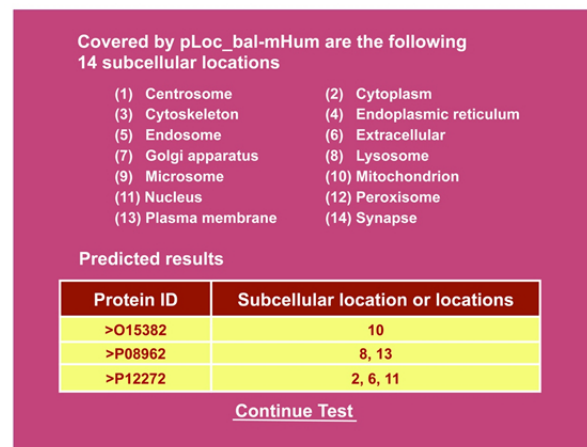 Covered by pLoc_bal-mHum are the following
14 subcellular locations
(1) Centrosome (2) Cytoplasm
(3) Cytoskeleton (4) Endoplasmic reticulum
(5) Endosome (6) Extracellular
(7) Golgi apparatus (8) Lysosome
(9) Microsome (10) Mitochondrion
(11) Nucleus (12) Peroxisome
(13) Plasma membrane (14) Synapse
Predicted results
Protein ID Subcellular location or locations
>O15382 10
>P08962 8, 13
>P12272 2, 6, 11
Continue Test